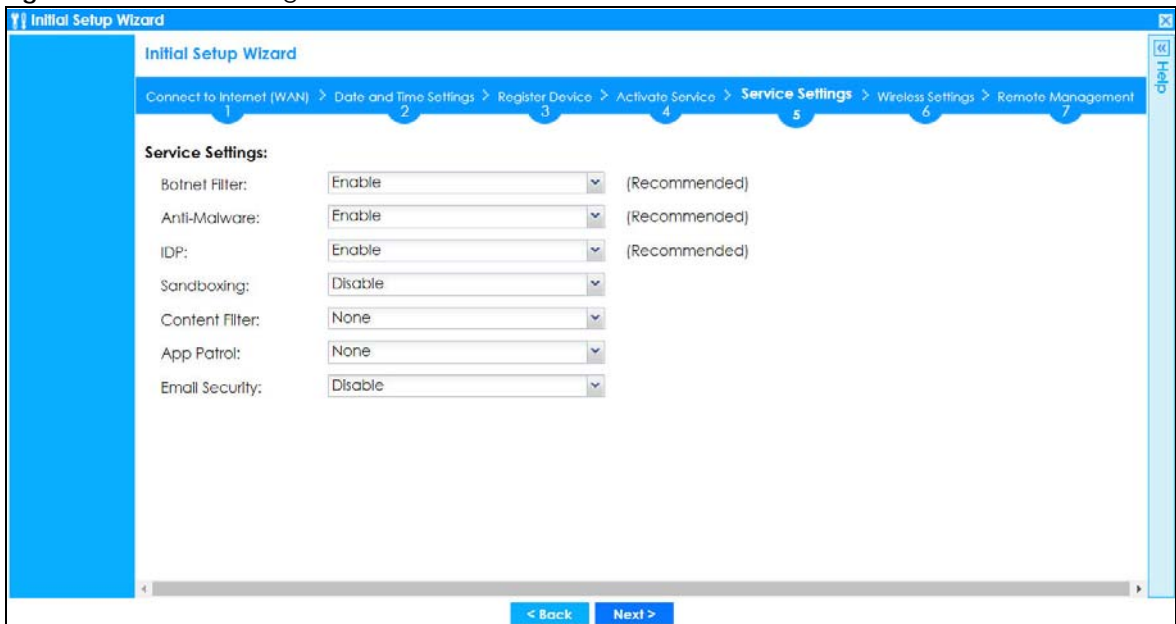 Initial Setup Wizard
Help
Initial Setup Wizard
Connect to Internet (WAN) > Date and Time Settings > Register Device > Activate Service > Service Settings > Wireless Settings > Remote Management
1 2 3 4 5 6 7
Service Settings:
Botnet Filter: Enable (Recommended)
Anti-Malware: Enable (Recommended)
IDP: Enable (Recommended)
Sandboxing: Disable
Content Filter: None
App Patrol: None
Email Security: Disable
< Back Next >